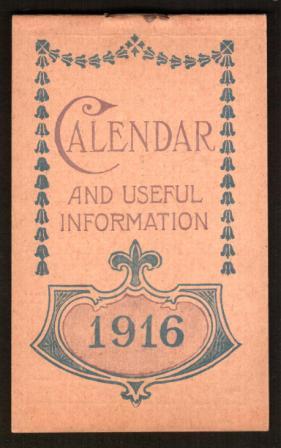 CALENDAR
AND USEFUL
INFORMATION
1916